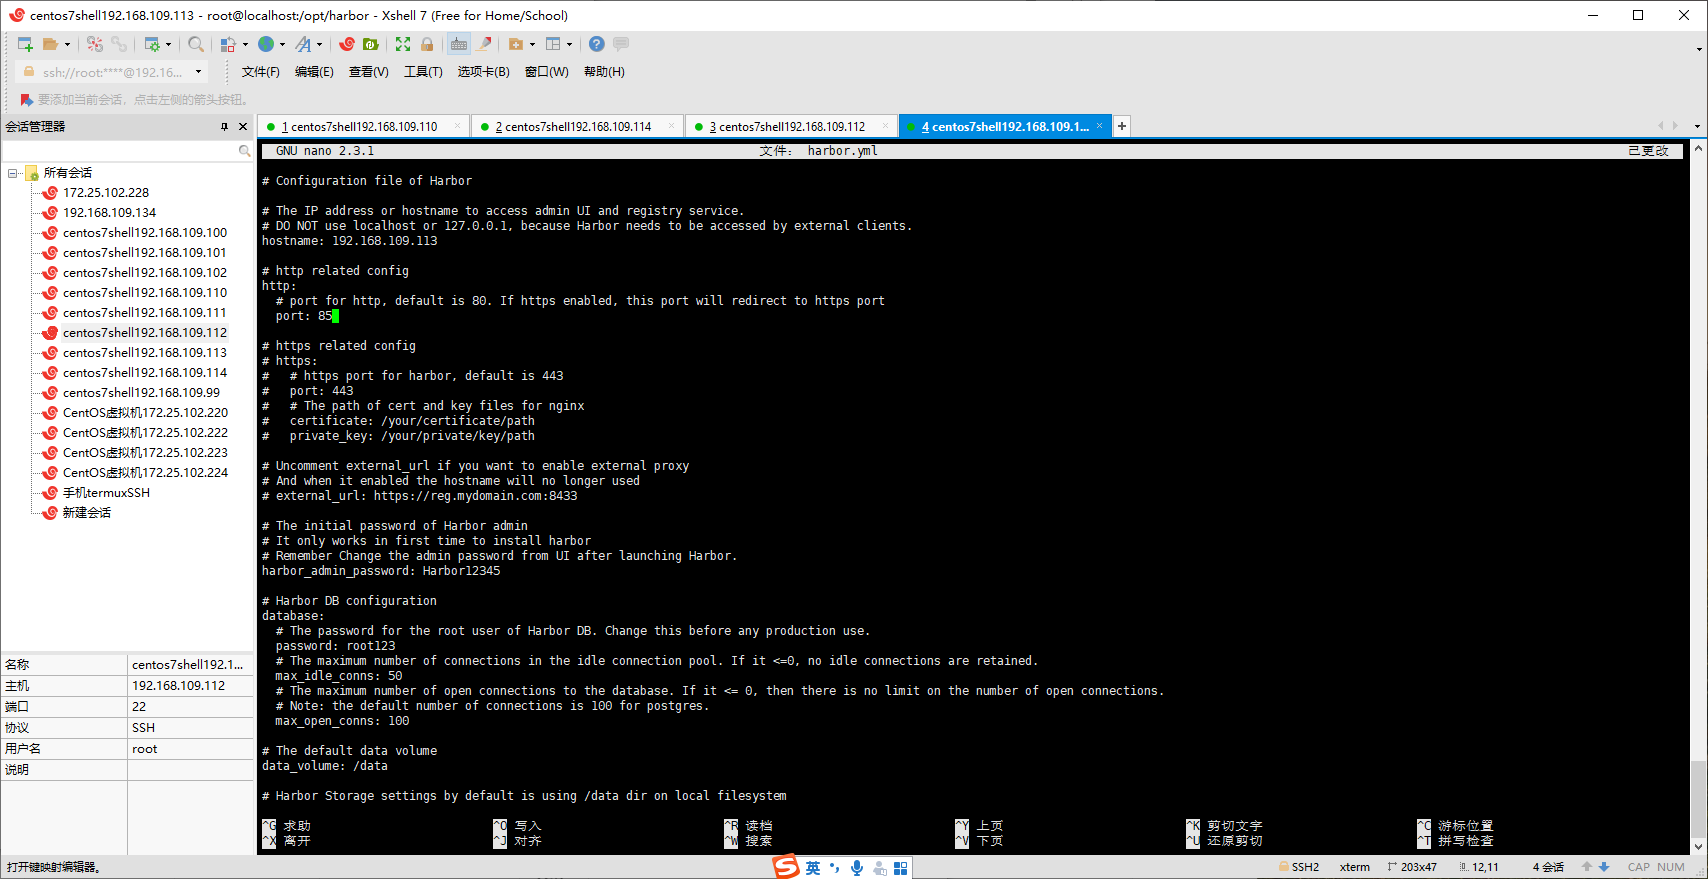 centos7shell192.168.109.113 - root@localhost:/opt/harbor - Xshell 7 (Free for Home/School)
ssh://root:****@192.16...
文件(F) 编辑(E) 查看(V) 工具(T) 选项卡(B) 窗口(W) 帮助(H)
要添加当前会话，点击左侧的箭头按钮。
会话管理器
1 centos7shell192.168.109.110
2 centos7shell192.168.109.114
3 centos7shell192.168.109.112
4 centos7shell192.168.109.1...
所有会话
172.25.102.228
192.168.109.134
centos7shell192.168.109.100
centos7shell192.168.109.101
centos7shell192.168.109.102
centos7shell192.168.109.110
centos7shell192.168.109.111
centos7shell192.168.109.112
centos7shell192.168.109.113
centos7shell192.168.109.114
centos7shell192.168.109.99
CentOS虚拟机172.25.102.220
CentOS虚拟机172.25.102.222
CentOS虚拟机172.25.102.223
CentOS虚拟机172.25.102.224
手机termuxSSH
新建会话
名称 centos7shell192.1...
主机 192.168.109.112
端口 22
协议 SSH
用户名 root
说明
GNU nano 2.3.1 文件： harbor.yml 已更改
# Configuration file of Harbor
# The IP address or hostname to access admin UI and registry service.
# DO NOT use localhost or 127.0.0.1, because Harbor needs to be accessed by external clients.
hostname: 192.168.109.113
# http related config
http:
# port for http, default is 80. If https enabled, this port will redirect to https port
port: 85
# https related config
# https:
#   # https port for harbor, default is 443
#   port: 443
#   # The path of cert and key files for nginx
#   certificate: /your/certificate/path
#   private_key: /your/private/key/path
# Uncomment external_url if you want to enable external proxy
# And when it enabled the hostname will no longer used
# external_url: https://reg.mydomain.com:8433
# The initial password of Harbor admin
# It only works in first time to install harbor
# Remember Change the admin password from UI after launching Harbor.
harbor_admin_password: Harbor12345
# Harbor DB configuration
database:
# The password for the root user of Harbor DB. Change this before any production use.
password: root123
# The maximum number of connections in the idle connection pool. If it <=0, no idle connections are retained.
max_idle_conns: 50
# The maximum number of open connections to the database. If it <= 0, then there is no limit on the number of open connections.
# Note: the default number of connections is 100 for postgres.
max_open_conns: 100
# The default data volume
data_volume: /data
# Harbor Storage settings by default is using /data dir on local filesystem
^G 求助 ^O 写入 ^R 读档 ^Y 上页 ^K 剪切文字 ^C 游标位置
^X 离开 ^J 对齐 ^W 搜索 ^V 下页 ^U 还原剪切 ^T 拼写检查
打开键映射编辑器。
英
SSH2 xterm 203x47 12,11 4 会话 CAP NUM